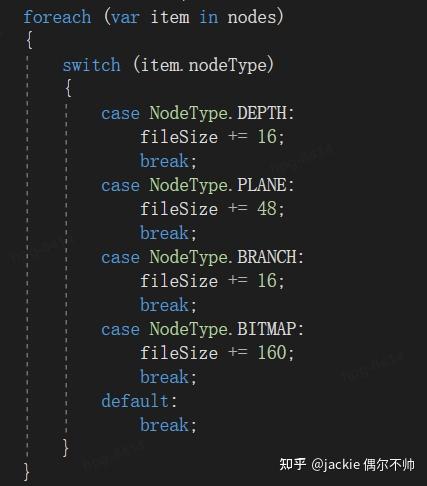 foreach (var item in nodes)
{
    switch (item.nodeType)
    {
        case NodeType.DEPTH:
            fileSize += 16;
            break;
        case NodeType.PLANE:
            fileSize += 48;
            break;
        case NodeType.BRANCH:
            fileSize += 16;
            break;
        case NodeType.BITMAP:
            fileSize += 160;
            break;
        default:
            break;
    }
}
知乎 @jackie 偶尔不帅